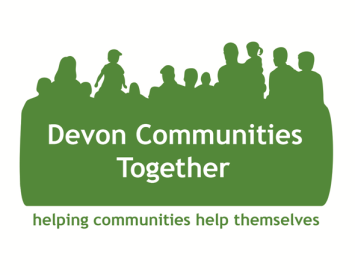 Devon Communities
Together
helping communities help themselves